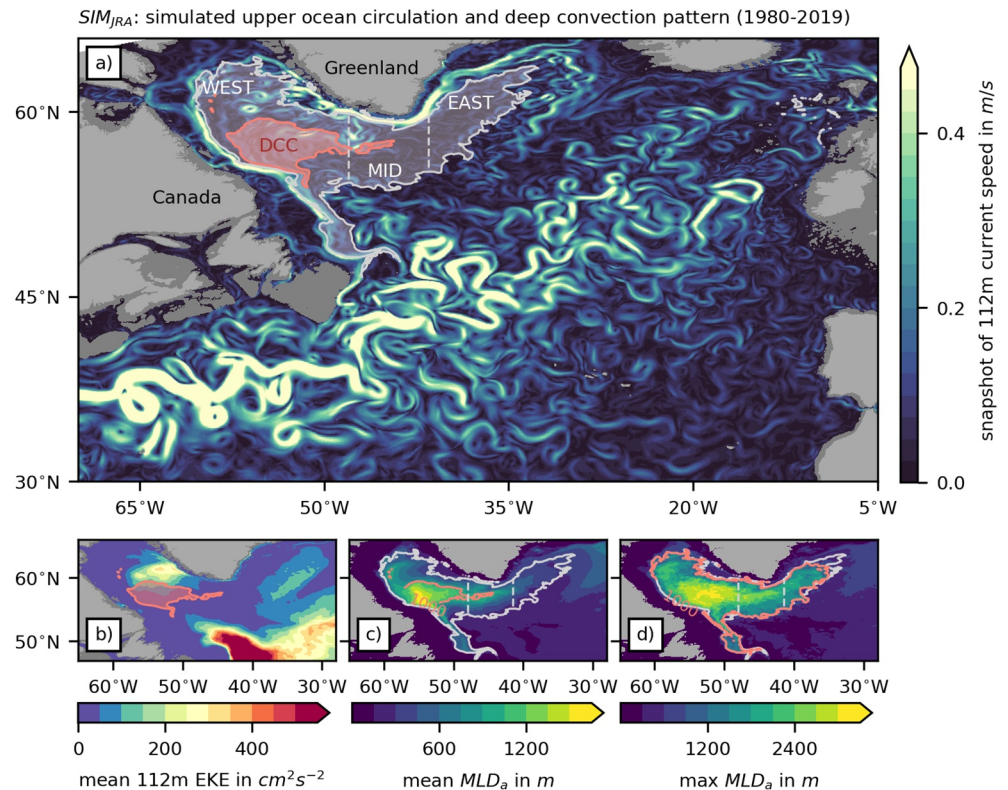 SIM_JRA: simulated upper ocean circulation and deep convection pattern (1980-2019)
a)
Greenland
WEST
EAST
60°N
DCC
MID
Canada
45°N
30°N
65°W 50°W 35°W 20°W 5°W
0.4
0.2
0.0
snapshot of 112m current speed in m/s
60°N
50°N
b)
c)
d)
60°W 50°W 40°W 30°W
60°W 50°W 40°W 30°W
60°W 50°W 40°W 30°W
0 200 400
600 1200
1200 2400
mean 112m EKE in cm²s⁻²
mean MLD_a in m
max MLD_a in m